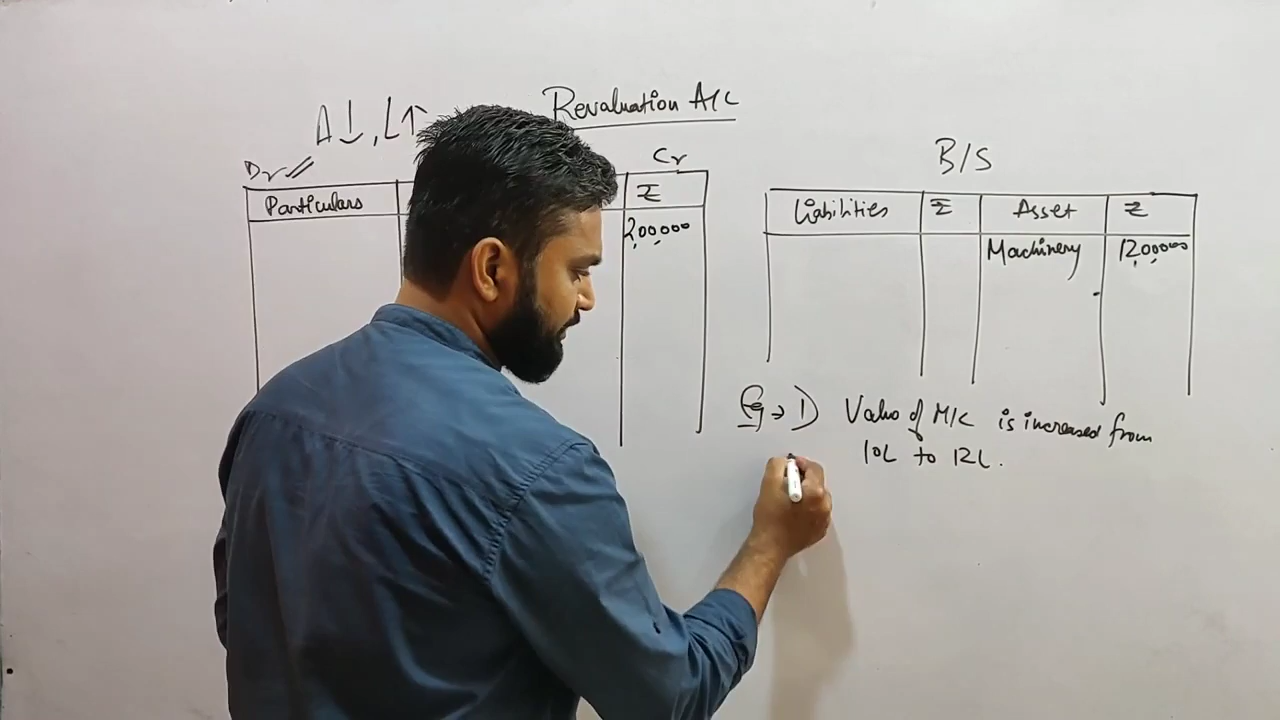 Revaluation A/C
A↓, L↑
Dr
Cr
Particulars
₹
2,00,000
B/S
Liabilities ₹ Asset ₹
Machinery 12,00,000
Eg → 1) Value of M/C is increased from
10L to 12L.